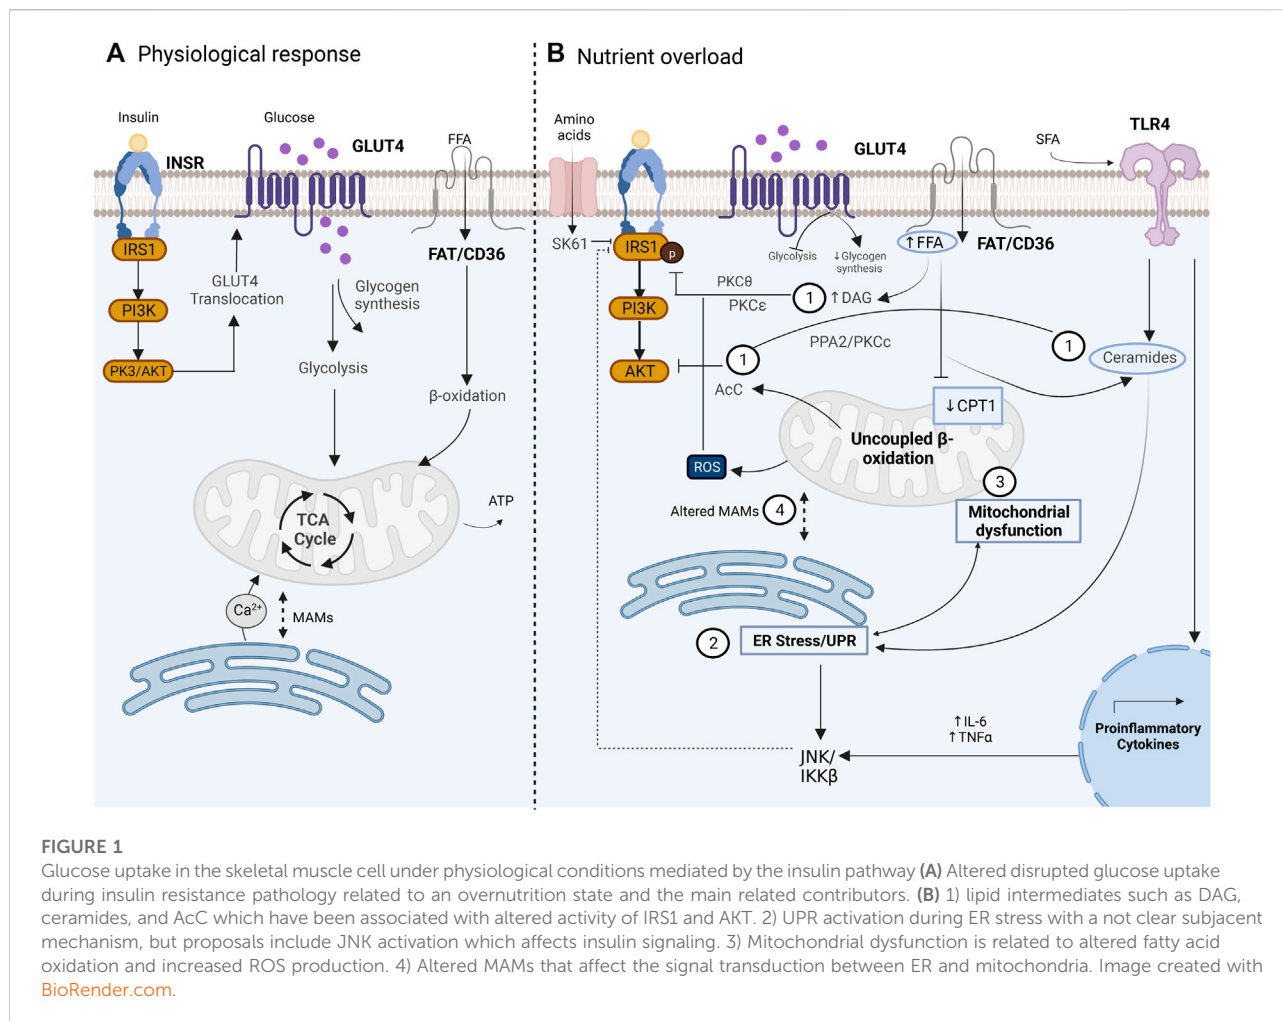 A Physiological response
Insulin
INSR
Glucose
GLUT4
FFA
FAT/CD36
IRS1
PI3K
PK3/AKT
GLUT4
Translocation
Glycogen
synthesis
Glycolysis
β-oxidation
TCA
Cycle
ATP
Ca2+
MAMs
B Nutrient overload
Amino
acids
SK61
IRS1
p
PI3K
AKT
GLUT4
Glycolysis
↓Glycogen
synthesis
↑FFA
FAT/CD36
SFA
TLR4
PKCθ
PKCε
1
↑DAG
PPA2/PKCc
1
1
Ceramides
AcC
↓CPT1
Uncoupled β-
oxidation
ROS
3
Mitochondrial
dysfunction
Altered MAMs
4
2
ER Stress/UPR
JNK/
IKKβ
↑IL-6
↑TNFα
Proinflammatory
Cytokines
FIGURE 1
Glucose uptake in the skeletal muscle cell under physiological conditions mediated by the insulin pathway (A) Altered disrupted glucose uptake
during insulin resistance pathology related to an overnutrition state and the main related contributors. (B) 1) lipid intermediates such as DAG,
ceramides, and AcC which have been associated with altered activity of IRS1 and AKT. 2) UPR activation during ER stress with a not clear subjacent
mechanism, but proposals include JNK activation which affects insulin signaling. 3) Mitochondrial dysfunction is related to altered fatty acid
oxidation and increased ROS production. 4) Altered MAMs that affect the signal transduction between ER and mitochondria. Image created with
BioRender.com.